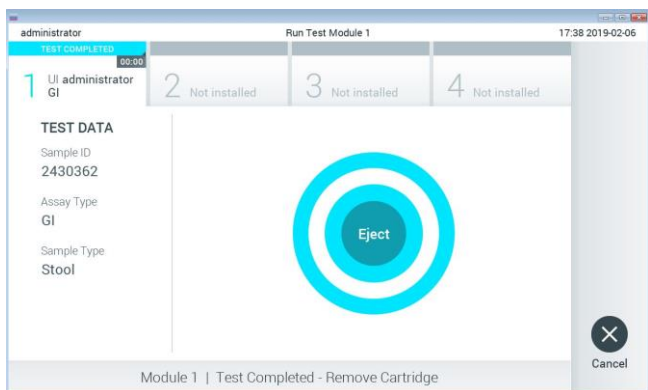 administrator Run Test Module 1 17:38 2019-02-06
TEST COMPLETED
00:00
1 UI administrator
GI
2 Not installed
3 Not installed
4 Not installed
TEST DATA
Sample ID
2430362
Assay Type
GI
Sample Type
Stool
Eject
Cancel
Module 1 | Test Completed - Remove Cartridge